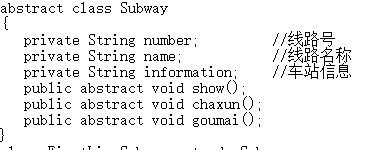 abstract class Subway
{
private String number; //线路号
private String name; //线路名称
private String information; //车站信息
public abstract void show();
public abstract void chaxun();
public abstract void goumai();
}